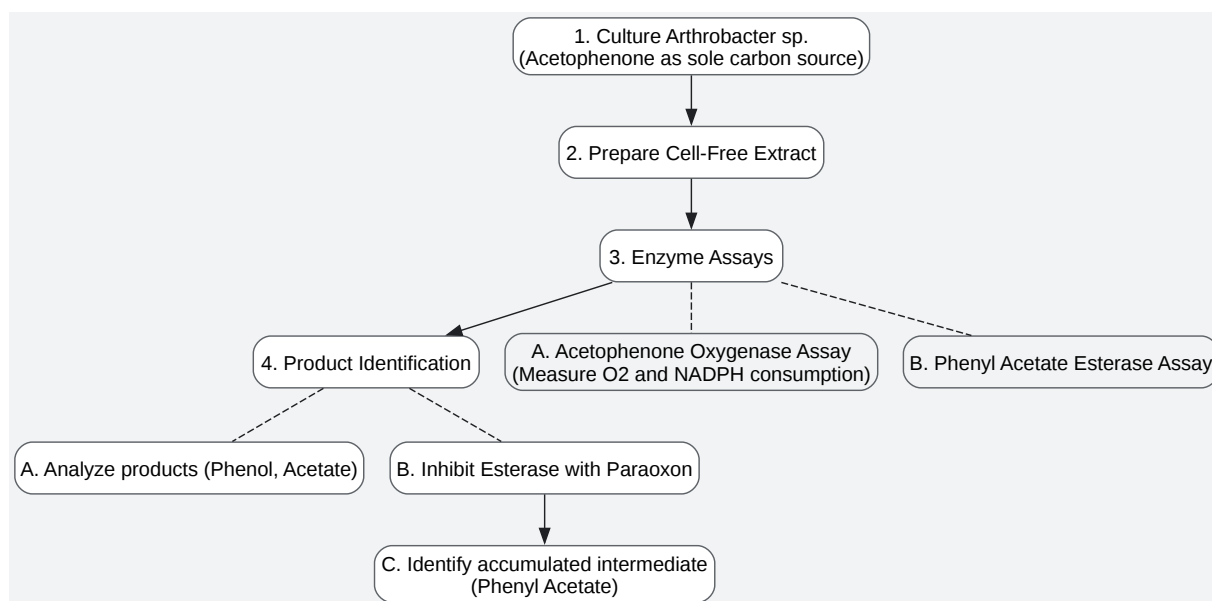 1. Culture Arthrobacter sp.
(Acetophenone as sole carbon source)
2. Prepare Cell-Free Extract
3. Enzyme Assays
4. Product Identification
A. Acetophenone Oxygenase Assay
(Measure O2 and NADPH consumption)
B. Phenyl Acetate Esterase Assay
A. Analyze products (Phenol, Acetate)
B. Inhibit Esterase with Paraoxon
C. Identify accumulated intermediate
(Phenyl Acetate)